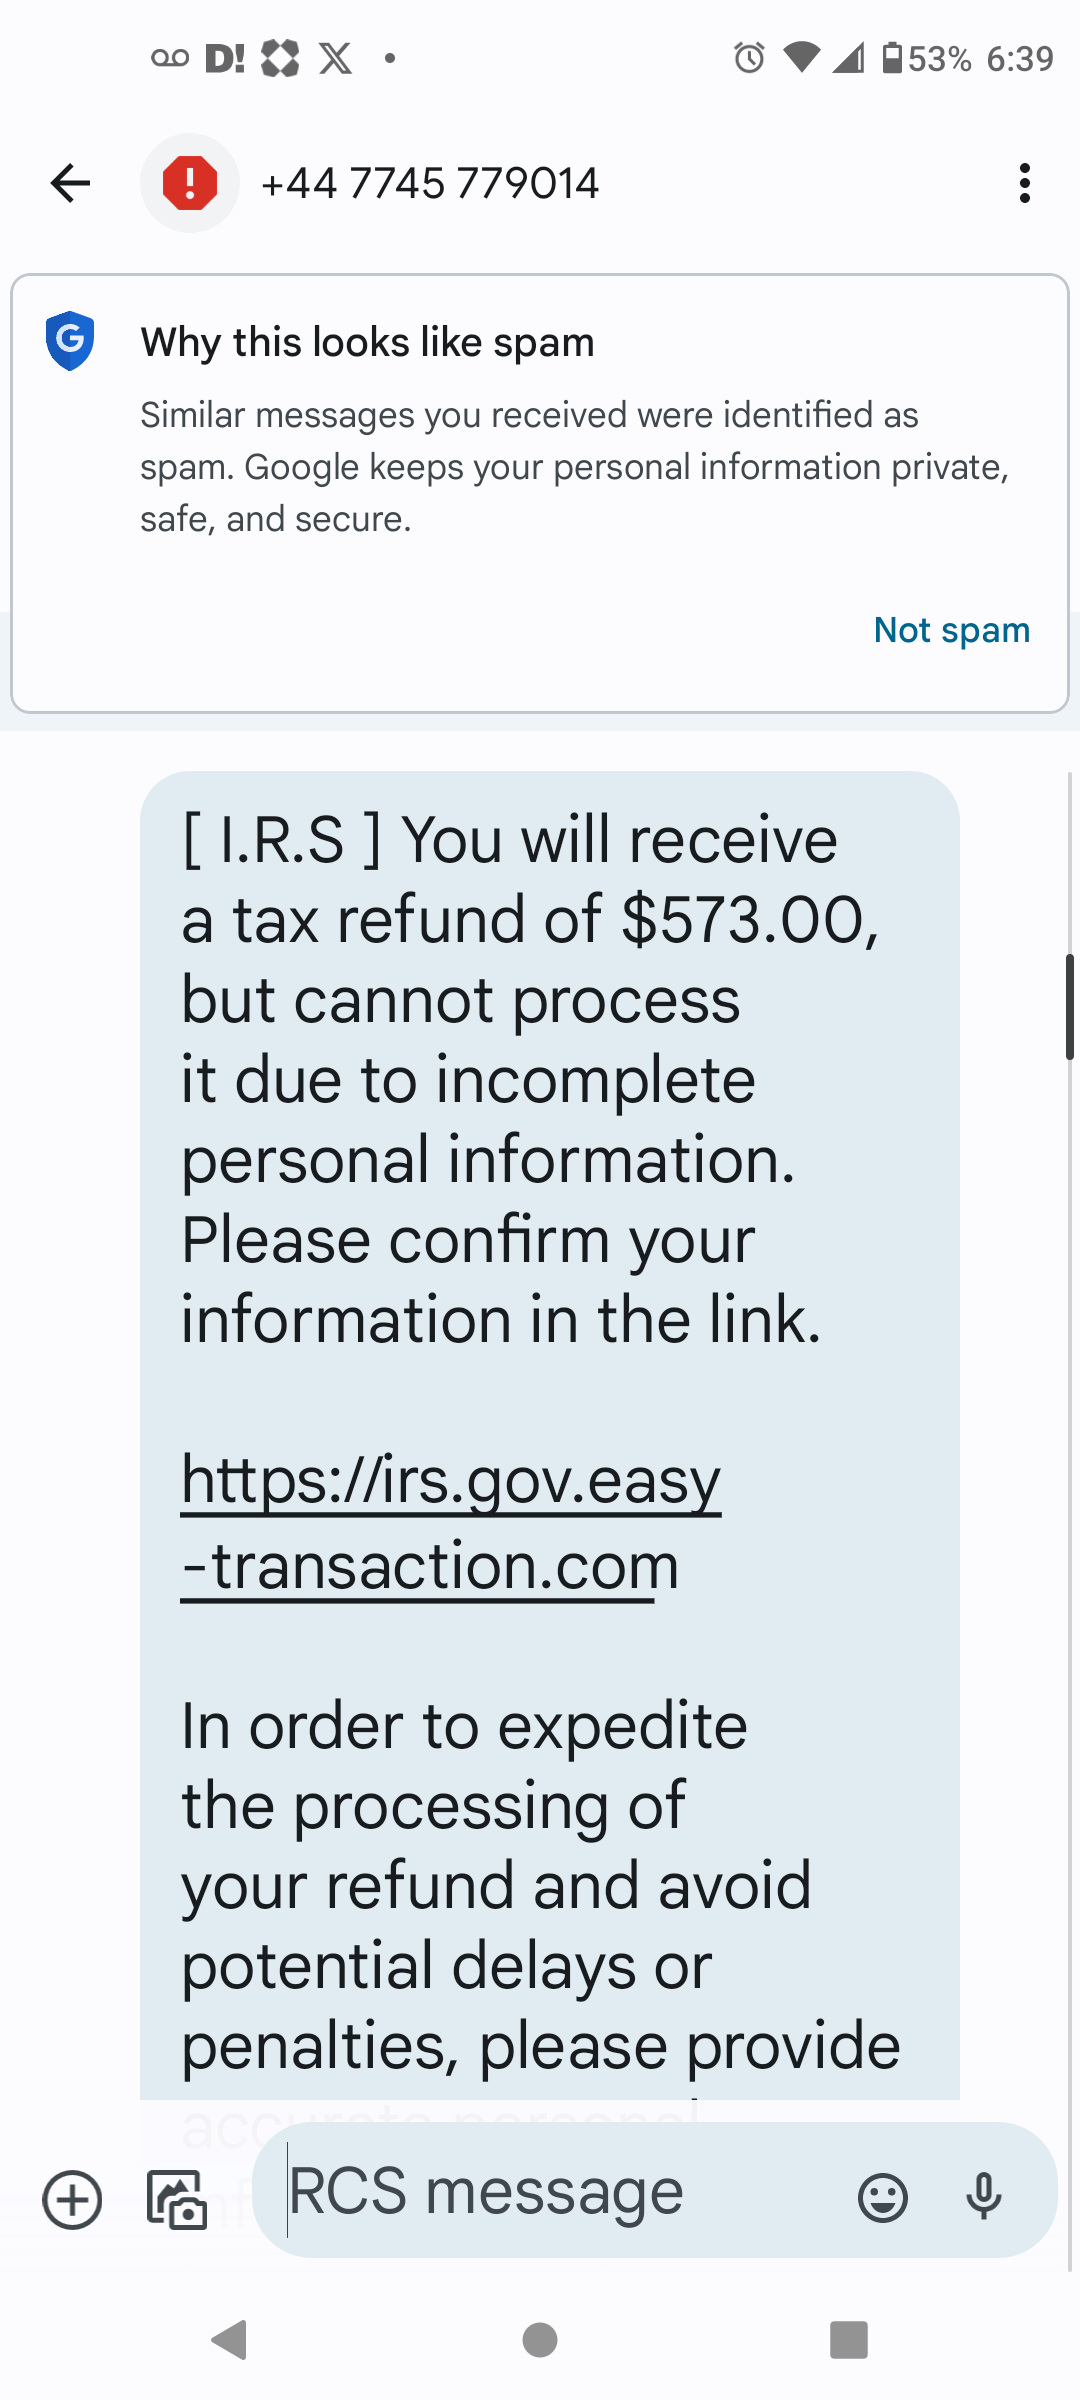 D! X 53% 6:39
+44 7745 779014
Why this looks like spam
Similar messages you received were identified as
spam. Google keeps your personal information private,
safe, and secure.
Not spam
[ I.R.S ] You will receive
a tax refund of $573.00,
but cannot process
it due to incomplete
personal information.
Please confirm your
information in the link.
https://irs.gov.easy
-transaction.com
In order to expedite
the processing of
your refund and avoid
potential delays or
penalties, please provide
accurate personal
RCS message